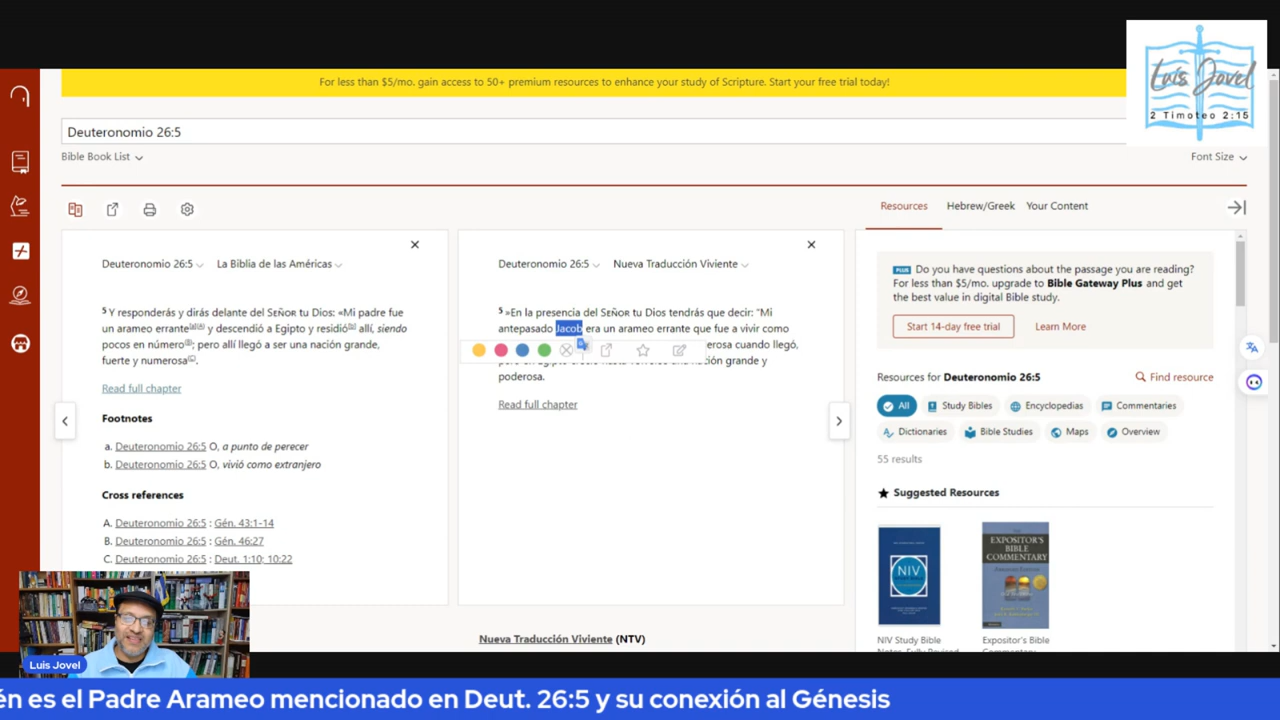 Luis Jovel
2 Timoteo 2:15
For less than $5/mo. gain access to 50+ premium resources to enhance your study of Scripture. Start your free trial today!
Deuteronomio 26:5
Bible Book List
Font Size
Resources Hebrew/Greek Your Content
Deuteronomio 26:5 La Biblia de las Américas
5 Y responderás y dirás delante del SEÑOR tu Dios: «Mi padre fue
un arameo errante[a][A] y descendió a Egipto y residió[b] allí, siendo
pocos en número[B]; pero allí llegó a ser una nación grande,
fuerte y numerosa[C].
Read full chapter
Footnotes
a. Deuteronomio 26:5 O, a punto de perecer
b. Deuteronomio 26:5 O, vivió como extranjero
Cross references
A. Deuteronomio 26:5 : Gén. 43:1-14
B. Deuteronomio 26:5 : Gén. 46:27
C. Deuteronomio 26:5 : Deut. 1:10; 10:22
Deuteronomio 26:5 Nueva Traducción Viviente
5 »En la presencia del SEÑOR tu Dios tendrás que decir: "Mi
antepasado Jacob era un arameo errante que fue a vivir como
cuando llegó,
nación grande y
poderosa.
Read full chapter
Nueva Traducción Viviente (NTV)
PLUS Do you have questions about the passage you are reading?
For less than $5/mo. upgrade to Bible Gateway Plus and get
the best value in digital Bible study.
Start 14-day free trial Learn More
Resources for Deuteronomio 26:5 Find resource
All Study Bibles Encyclopedias Commentaries
Dictionaries Bible Studies Maps Overview
55 results
Suggested Resources
NIV
EXPOSITOR'S
BIBLE
COMMENTARY
NIV Study Bible
Expositor's Bible
Luis Jovel
én es el Padre Arameo mencionado en Deut. 26:5 y su conexión al Génesis